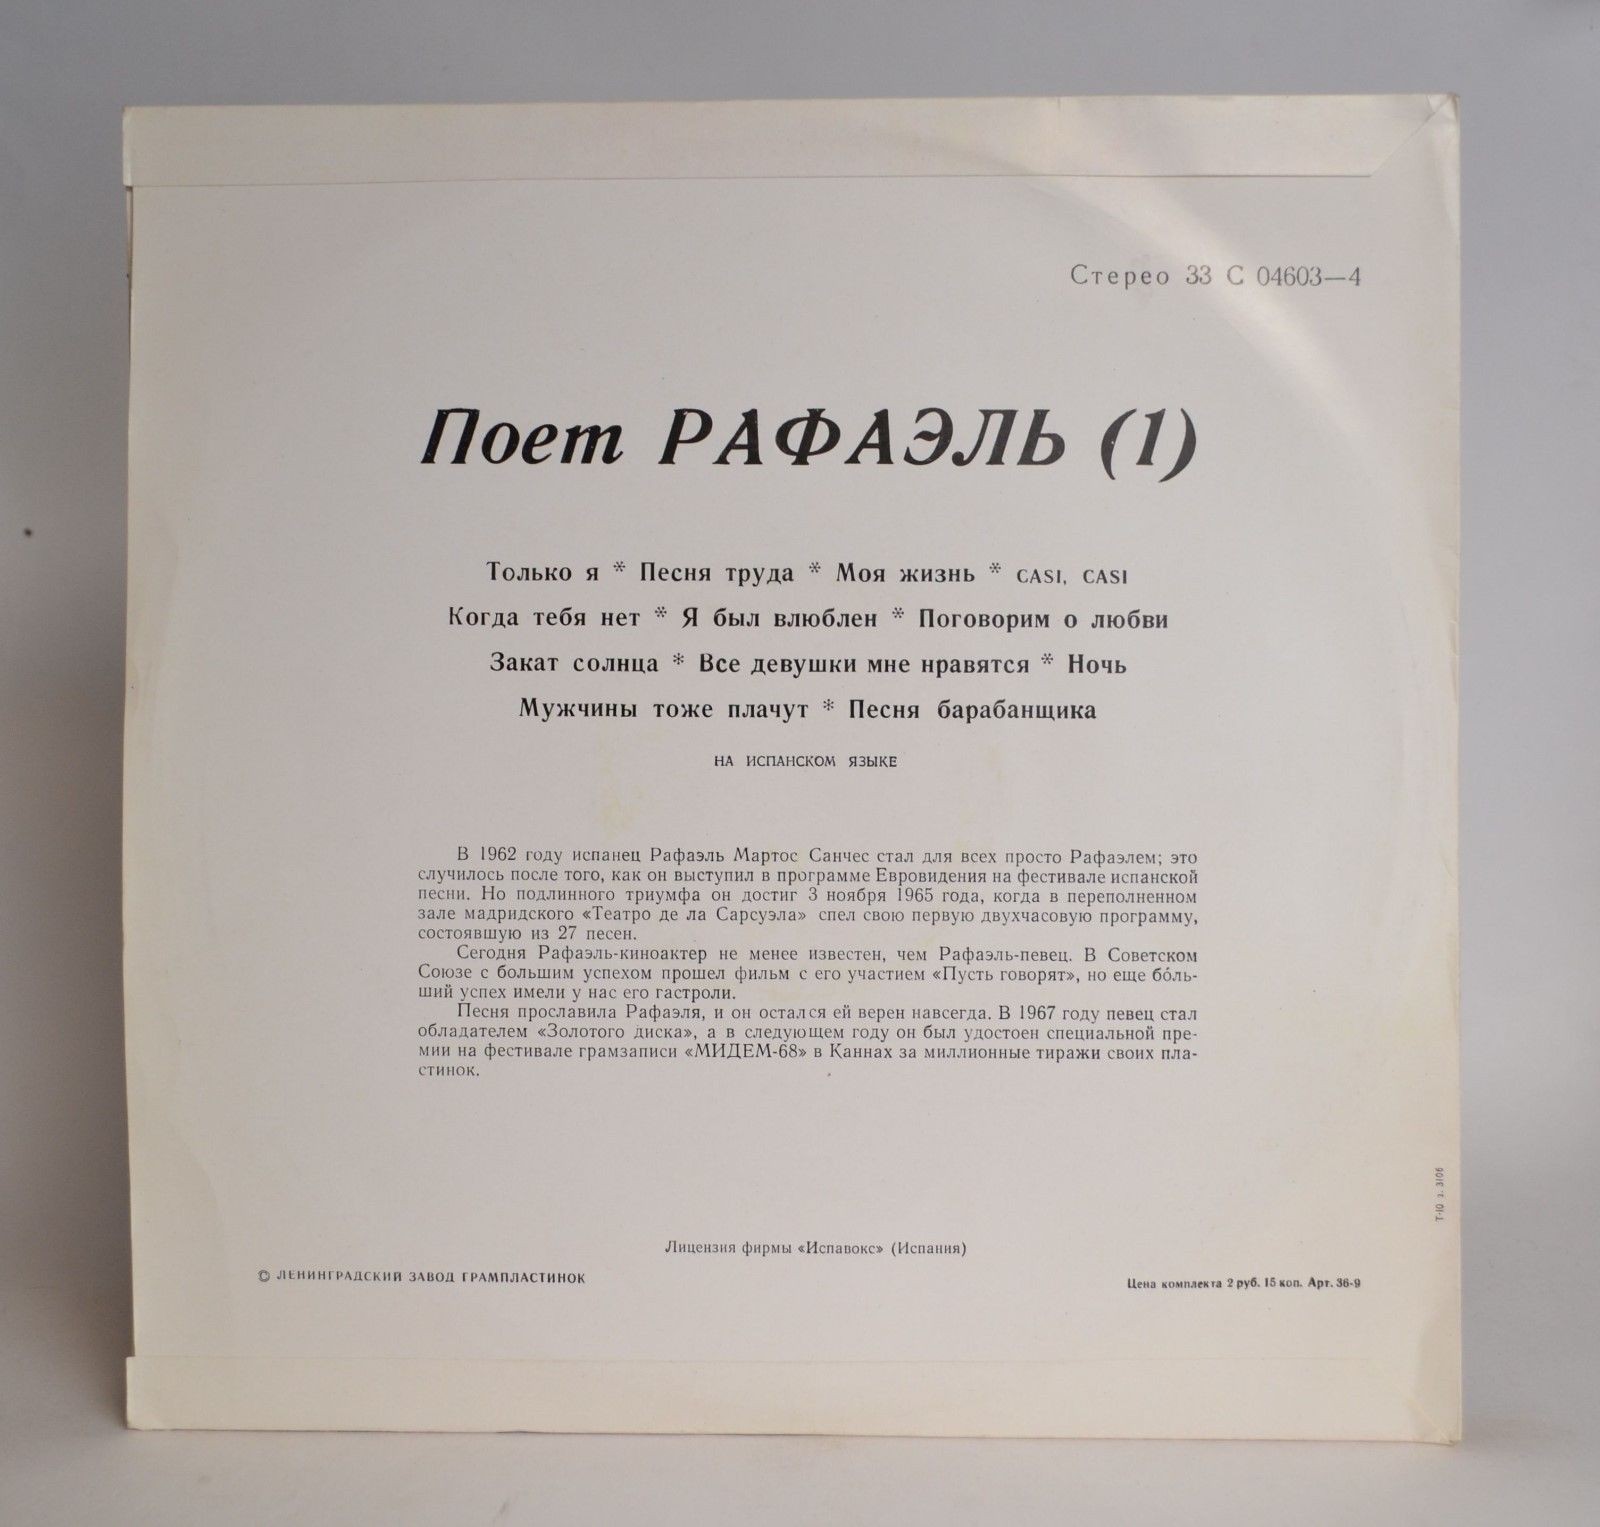 Стерео 33 С 04603—4
Поет РАФАЭЛЬ (1)
Только я * Песня труда * Моя жизнь * CASI, CASI
Когда тебя нет * Я был влюблен * Поговорим о любви
Закат солнца * Все девушки мне нравятся * Ночь
Мужчины тоже плачут * Песня барабанщика
НА ИСПАНСКОМ ЯЗЫКЕ
В 1962 году испанец Рафаэль Мартос Санчес стал для всех просто Рафаэлем; это
случилось после того, как он выступил в программе Евровидения на фестивале испанской
песни. Но подлинного триумфа он достиг 3 ноября 1965 года, когда в переполненном
зале мадридского «Театро де ла Сарсуэла» спел свою первую двухчасовую программу,
состоявшую из 27 песен.
Сегодня Рафаэль-киноактер не менее известен, чем Рафаэль-певец. В Советском
Союзе с большим успехом прошел фильм с его участием «Пусть говорят», но еще бóль-
ший успех имели у нас его гастроли.
Песня прославила Рафаэля, и он остался ей верен навсегда. В 1967 году певец стал
обладателем «Золотого диска», а в следующем году он был удостоен специальной пре-
мии на фестивале грамзаписи «МИДЕМ-68» в Каннах за миллионные тиражи своих пла-
стинок.
Т-10 з. 3106
Лицензия фирмы «Испавокс» (Испания)
© ЛЕНИНГРАДСКИЙ ЗАВОД ГРАМПЛАСТИНОК
Цена комплекта 2 руб. 15 коп. Арт. 36-9